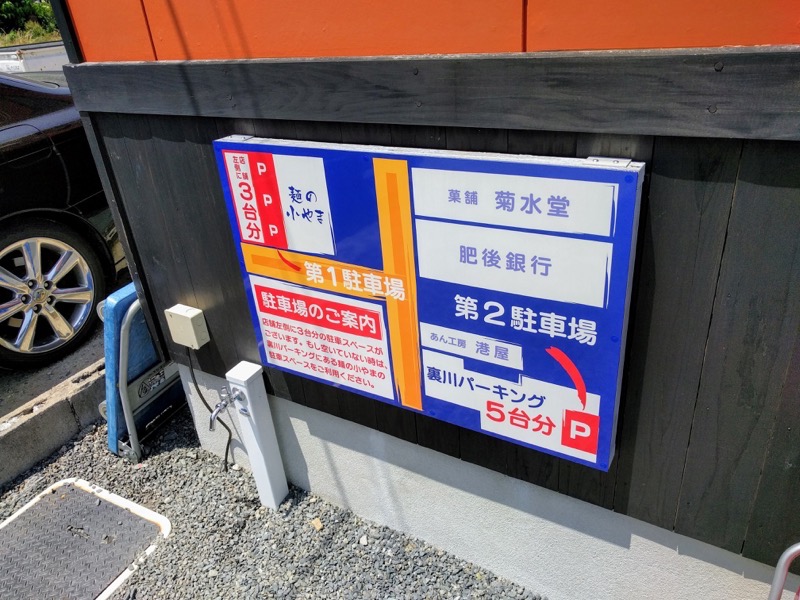 店舗
左側に
3台分
P
P
P
麺の
小やま
第1駐車場
駐車場のご案内
店舗左側に3台分の駐車スペースが
ございます。もし空いていない時は、
裏川パーキングにある麺の小やまの
駐車スペースをご利用ください。
菓舗 菊水堂
肥後銀行
第2駐車場
あん工房 港屋
裏川パーキング
5台分
P